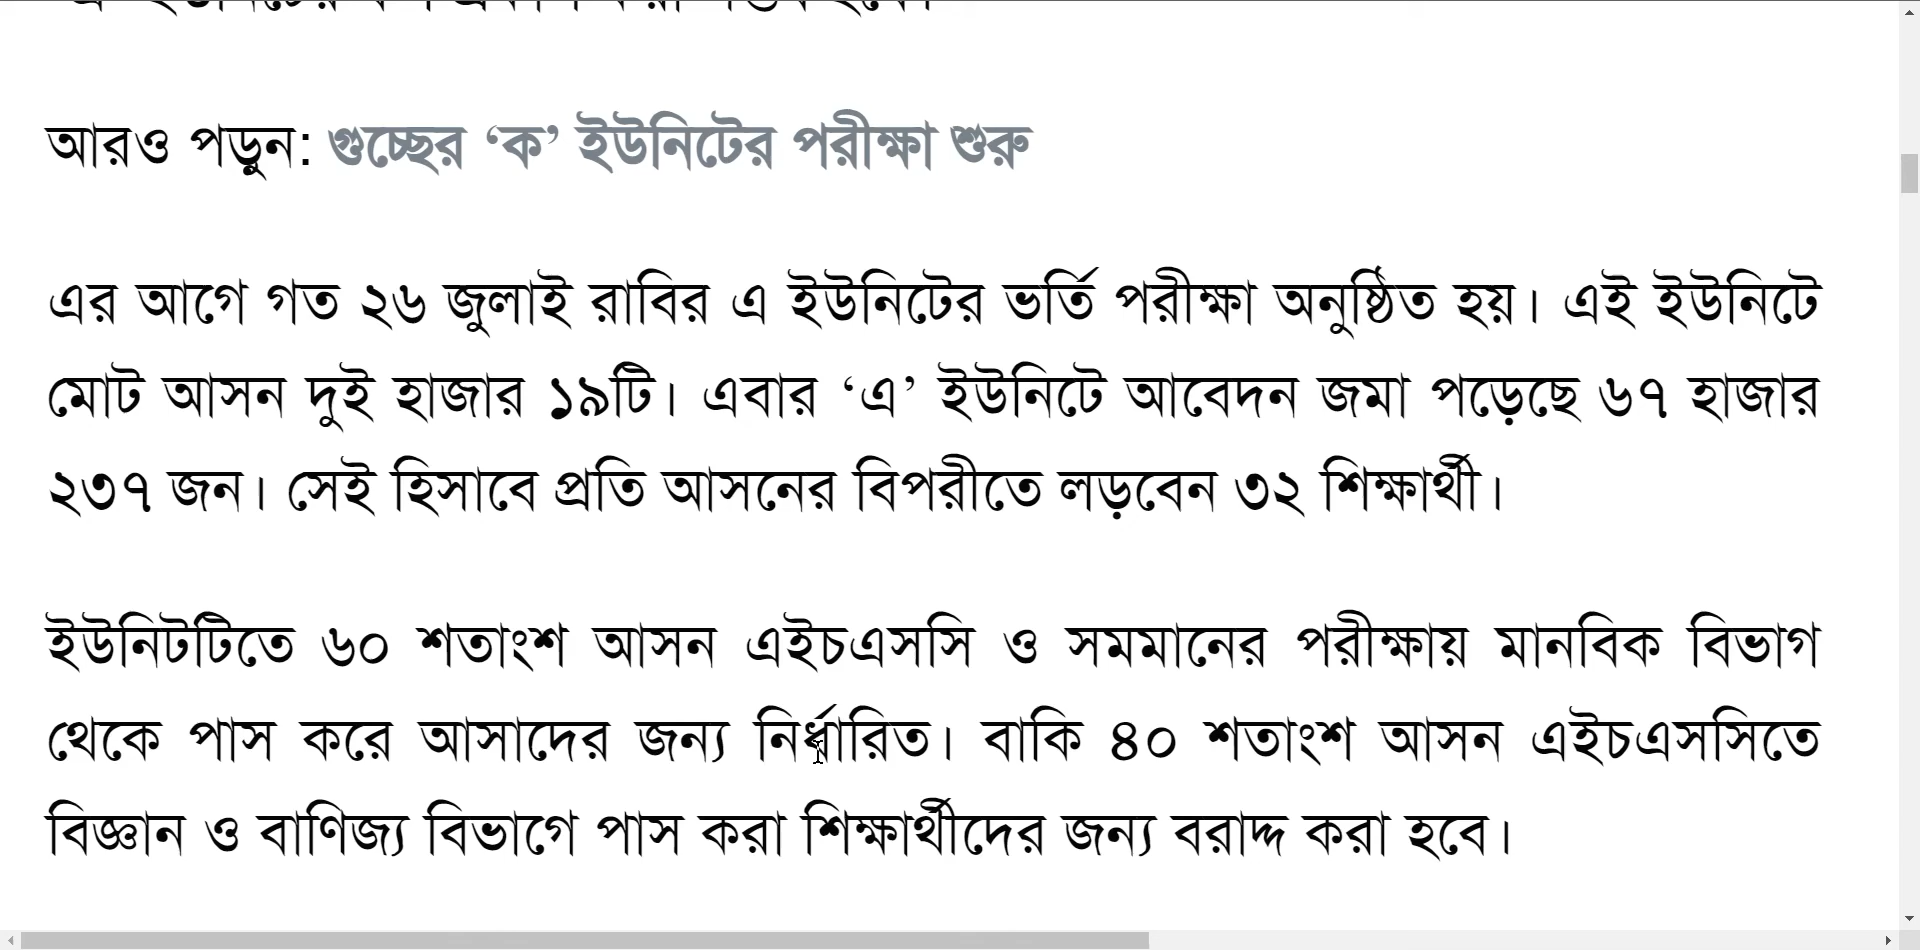 আরও পড়ুন: গুচ্ছের ‘ক’ ইউনিটের পরীক্ষা শুরু
এর আগে গত ২৬ জুলাই রাবির এ ইউনিটের ভর্তি পরীক্ষা অনুষ্ঠিত হয়। এই ইউনিটে
মোট আসন দুই হাজার ১৯টি। এবার ‘এ’ ইউনিটে আবেদন জমা পড়েছে ৬৭ হাজার
২৩৭ জন। সেই হিসাবে প্রতি আসনের বিপরীতে লড়বেন ৩২ শিক্ষার্থী।
ইউনিটটিতে ৬০ শতাংশ আসন এইচএসসি ও সমমানের পরীক্ষায় মানবিক বিভাগ
থেকে পাস করে আসাদের জন্য নির্ধারিত। বাকি ৪০ শতাংশ আসন এইচএসসিতে
বিজ্ঞান ও বাণিজ্য বিভাগে পাস করা শিক্ষার্থীদের জন্য বরাদ্দ করা হবে।